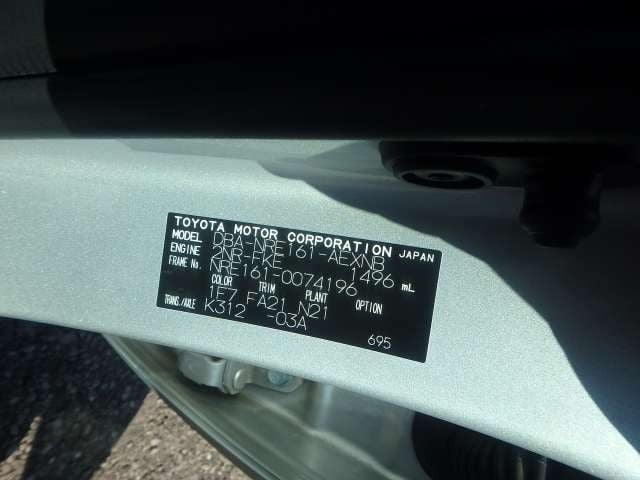 TOYOTA MOTOR CORPORATION JAPAN
MODEL DBA-NRE161-AEXNB
ENGINE 2NR-FKE 1496 mL
FRAME No. NRE161-0074196
COLOR TRIM PLANT OPTION
1F7 FA21 N21
TRANS./AXLE K312 -03A
695